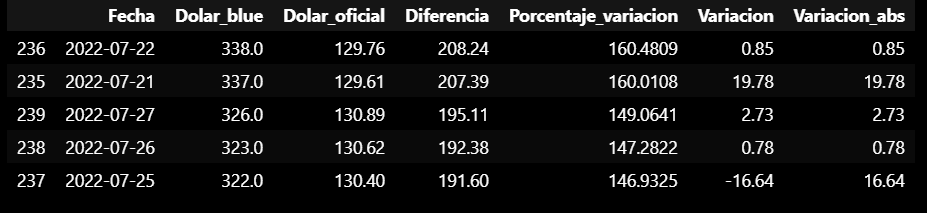 Fecha Dolar_blue Dolar_oficial Diferencia Porcentaje_variacion Variacion Variacion_abs
236 2022-07-22 338.0 129.76 208.24 160.4809 0.85 0.85
235 2022-07-21 337.0 129.61 207.39 160.0108 19.78 19.78
239 2022-07-27 326.0 130.89 195.11 149.0641 2.73 2.73
238 2022-07-26 323.0 130.62 192.38 147.2822 0.78 0.78
237 2022-07-25 322.0 130.40 191.60 146.9325 -16.64 16.64